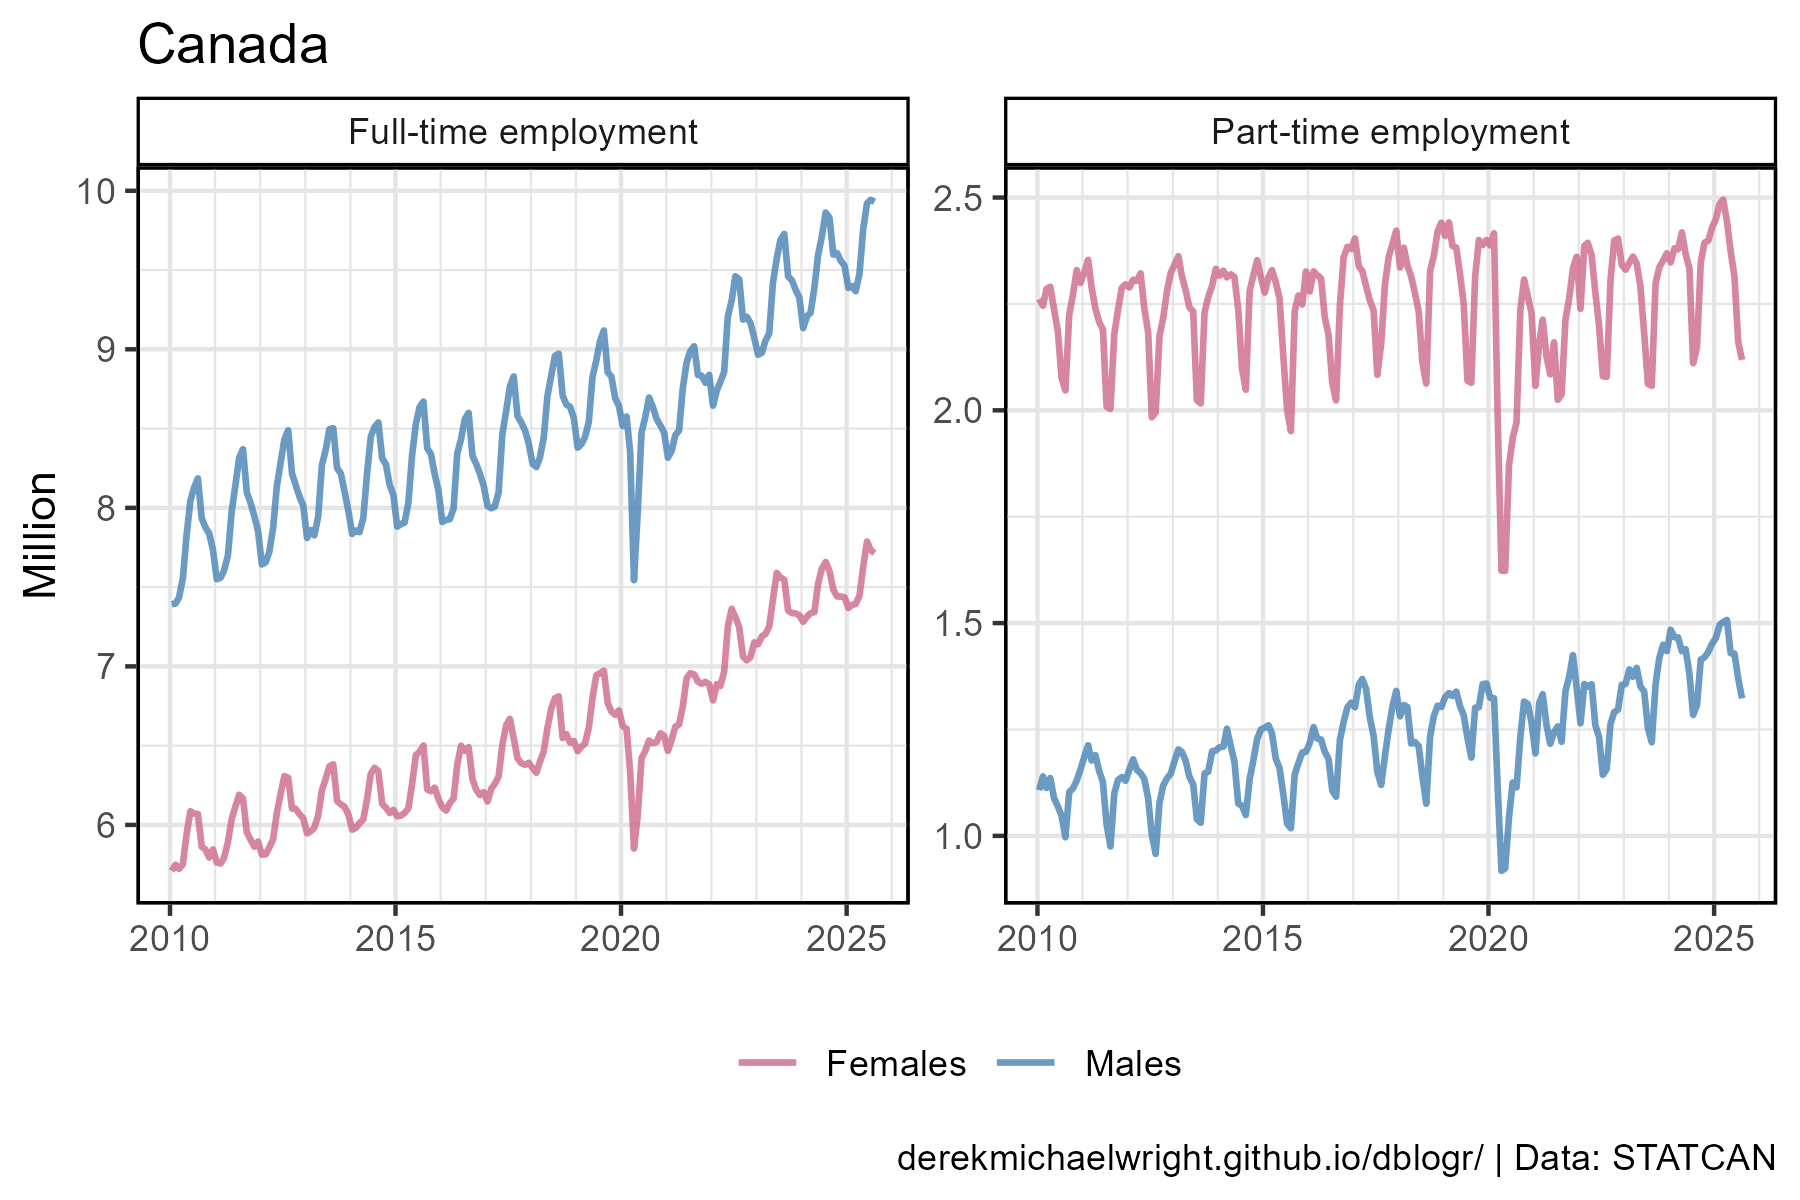 Canada
Full-time employment
Part-time employment
Million
10
9
8
7
6
2010 2015 2020 2025
2.5
2.0
1.5
1.0
2010 2015 2020 2025
Females Males
derekmichaelwright.github.io/dblogr/ | Data: STATCAN